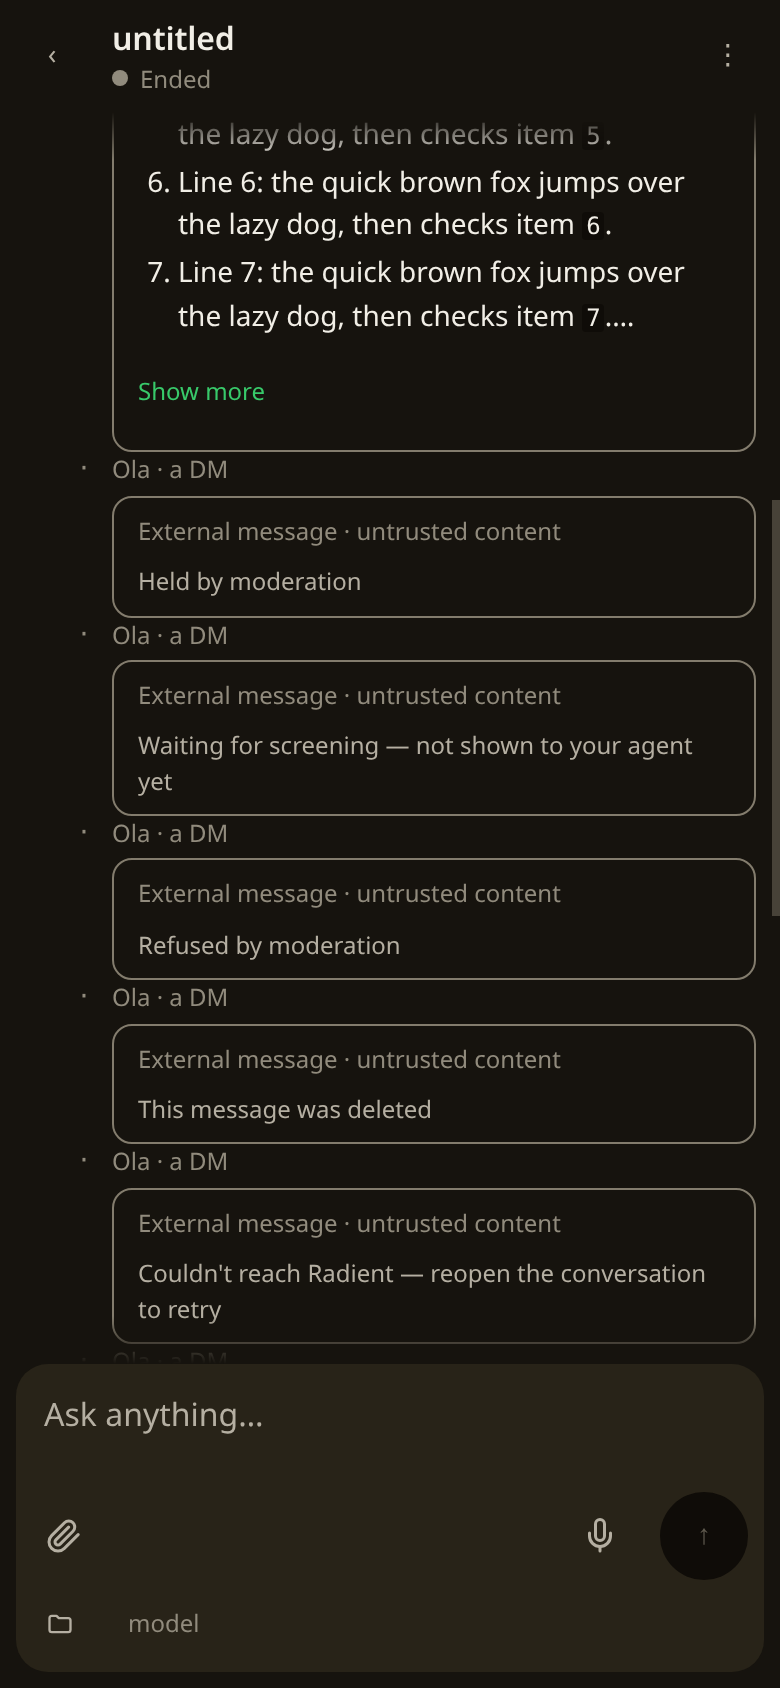 ‹
untitled
⋮
Ended
the lazy dog, then checks item 5.
6. Line 6: the quick brown fox jumps over
the lazy dog, then checks item 6.
7. Line 7: the quick brown fox jumps over
the lazy dog, then checks item 7....
Show more
· Ola · a DM
External message · untrusted content
Held by moderation
· Ola · a DM
External message · untrusted content
Waiting for screening — not shown to your agent
yet
· Ola · a DM
External message · untrusted content
Refused by moderation
· Ola · a DM
External message · untrusted content
This message was deleted
· Ola · a DM
External message · untrusted content
Couldn't reach Radient — reopen the conversation
to retry
· Ola · a DM
Ask anything...
↑
model